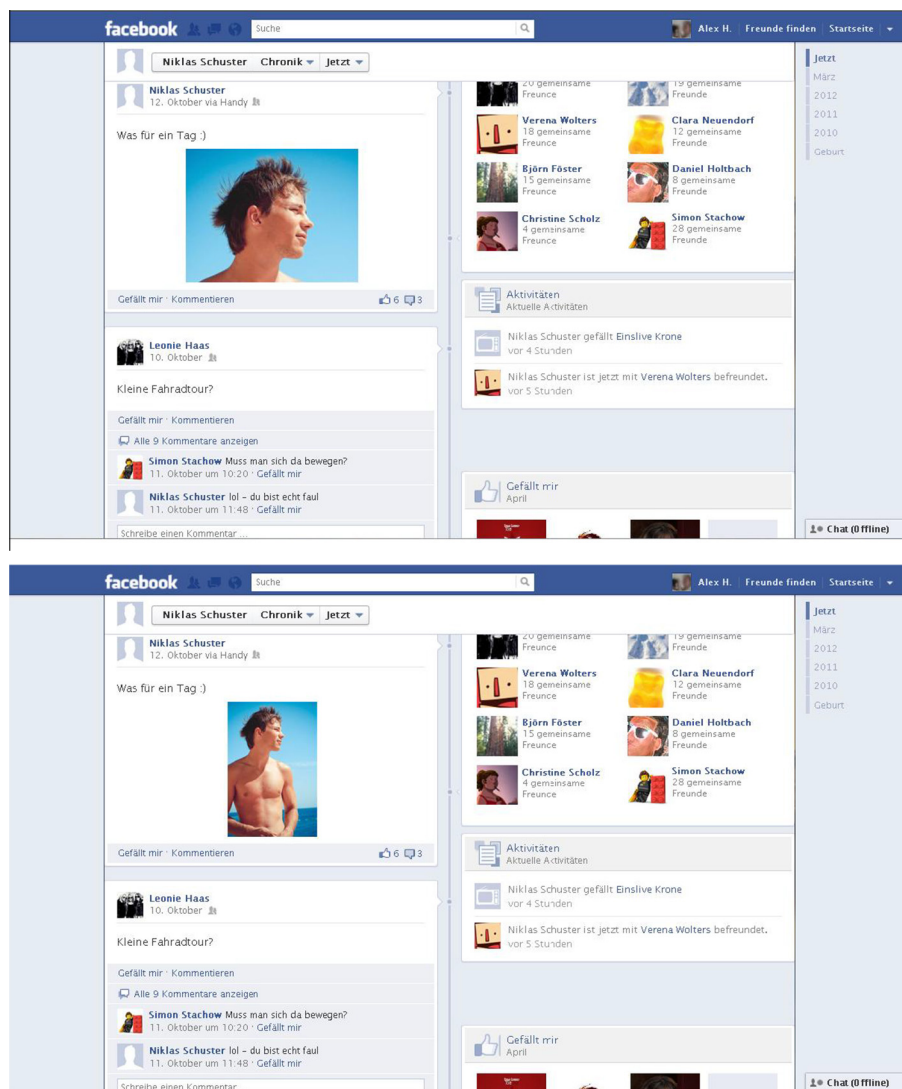 facebook Suche Alex H. Freunde finden Startseite
Niklas Schuster Chronik Jetzt
Jetzt
März
2012
2011
2010
Geburt
Niklas Schuster
12. Oktober via Handy
Was für ein Tag :)
Gefällt mir · Kommentieren 6 3
Leonie Haas
10. Oktober
Kleine Fahradtour?
Gefällt mir · Kommentieren
Alle 9 Kommentare anzeigen
Simon Stachow Muss man sich da bewegen?
11. Oktober um 10:20 · Gefällt mir
Niklas Schuster lol – du bist echt faul
11. Oktober um 11:48 · Gefällt mir
Schreibe einen Kommentar ...
20 gemeinsame
Freunce
19 gemeinsame
Freunde
Verena Wolters
18 gemeinsame
Freunce
Clara Neuendorf
12 gemeinsame
Freunde
Björn Föster
15 gemeinsame
Freunce
Daniel Holtbach
8 gemeinsame
Freunde
Christine Scholz
4 gemeinsame
Freunce
Simon Stachow
28 gemeinsame
Freunde
Aktivitäten
Aktuelle Activitäten
Niklas Schuster gefällt Einslive Krone
vor 4 Stunden
Niklas Schuster ist jetzt mit Verena Wolters befreundet.
vor 5 Stunden
Gefällt mir
April
Chat (Offline)
facebook Suche Alex H. Freunde finden Startseite
Niklas Schuster Chronik Jetzt
Jetzt
März
2012
2011
2010
Geburt
Niklas Schuster
12. Oktober via Handy
Was für ein Tag :)
Gefällt mir · Kommentieren 6 3
Leonie Haas
10. Oktober
Kleine Fahradtour?
Gefällt mir · Kommentieren
Alle 9 Kommentare anzeigen
Simon Stachow Muss man sich da bewegen?
11. Oktober um 10:20 · Gefällt mir
Niklas Schuster lol – du bist echt faul
11. Oktober um 11:48 · Gefällt mir
Schreibe einen Kommentar
20 gemeinsame
Freunce
19 gemeinsame
Freunde
Verena Wolters
18 gemeinsame
Freunce
Clara Neuendorf
12 gemeinsame
Freunde
Björn Föster
15 gemeinsame
Freunce
Daniel Holtbach
8 gemeinsame
Freunde
Christine Scholz
4 gemeinsame
Freunce
Simon Stachow
28 gemeinsame
Freunde
Aktivitäten
Aktuelle Activitäten
Niklas Schuster gefällt Einslive Krone
vor 4 Stunden
Niklas Schuster ist jetzt mit Verena Wolters befreundet.
vor 5 Stunden
Gefällt mir
April
Chat (Offline)